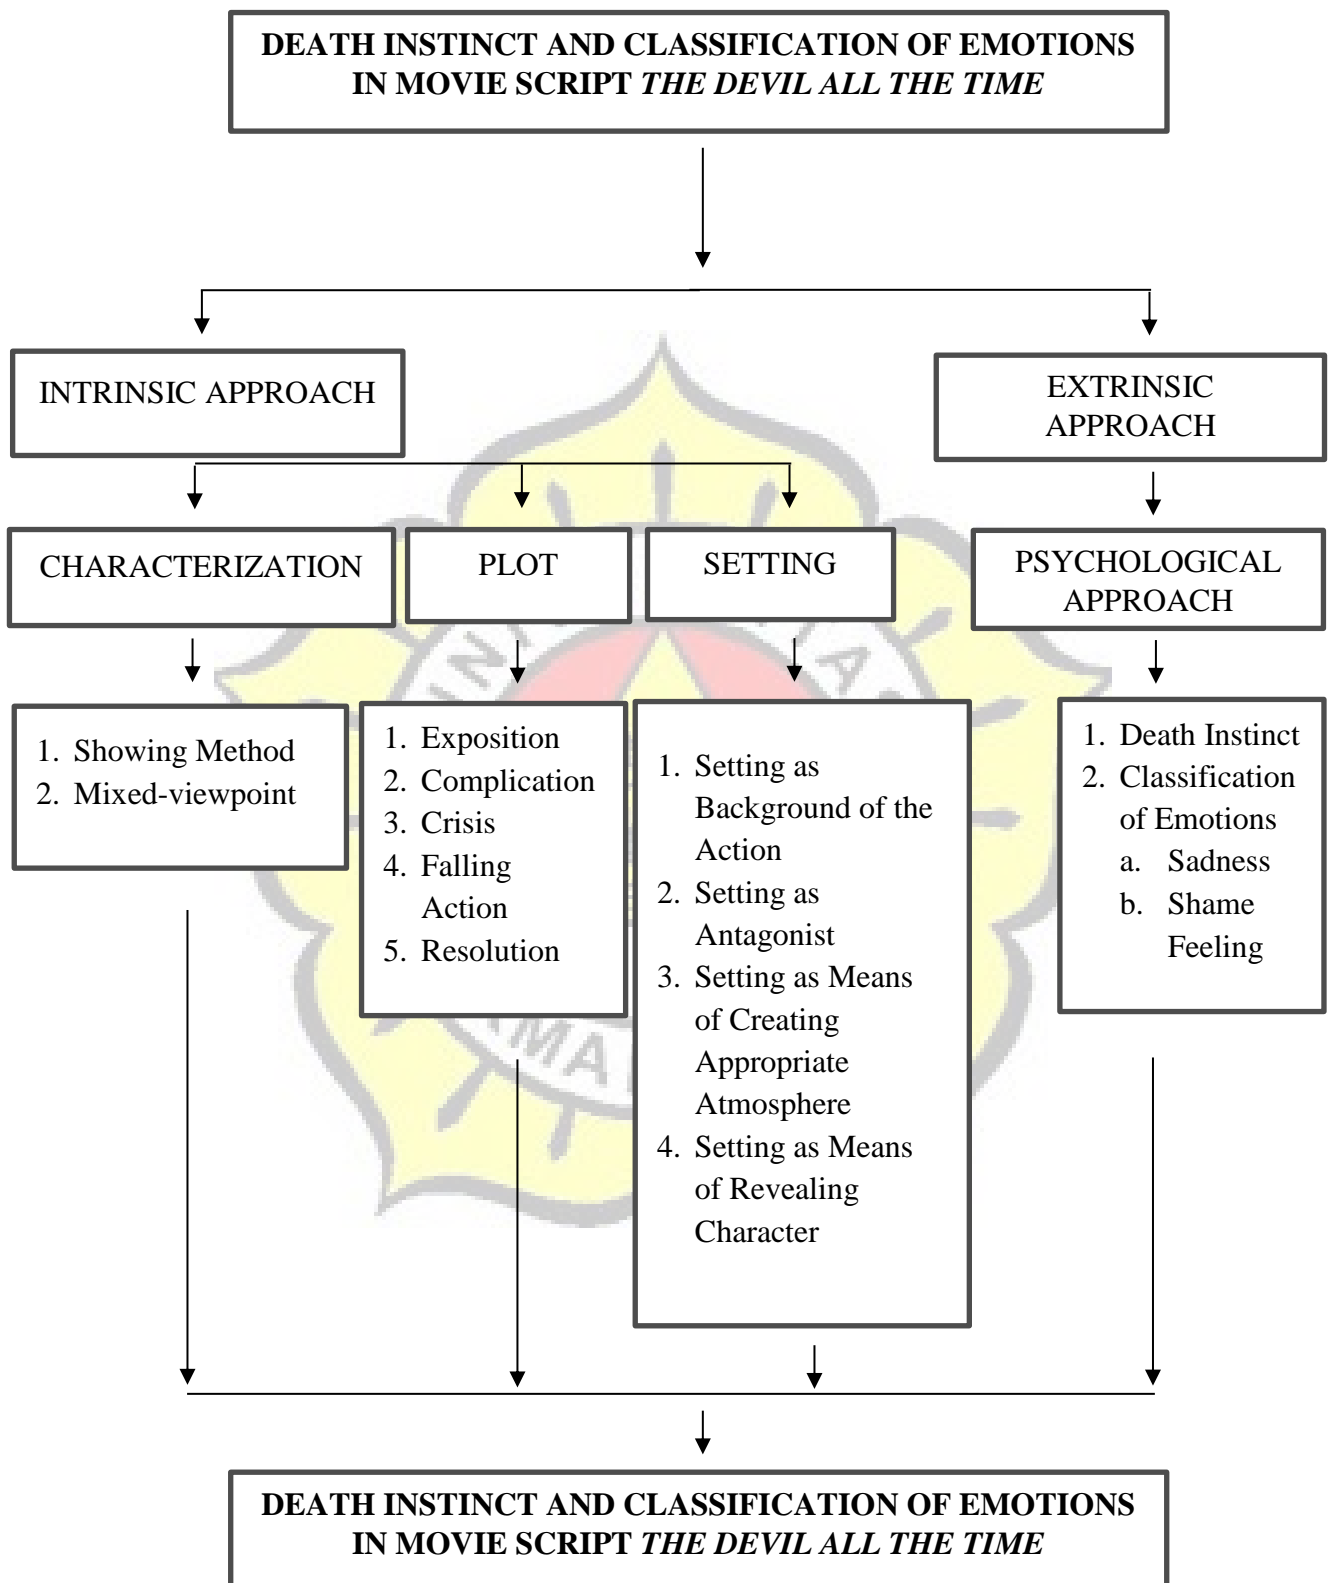 DEATH INSTINCT AND CLASSIFICATION OF EMOTIONS
IN MOVIE SCRIPT THE DEVIL ALL THE TIME
INTRINSIC APPROACH
EXTRINSIC
APPROACH
CHARACTERIZATION
PLOT
SETTING
PSYCHOLOGICAL
APPROACH
1. Showing Method
2. Mixed-viewpoint
1. Exposition
2. Complication
3. Crisis
4. Falling
Action
5. Resolution
1. Setting as
Background of the
Action
2. Setting as
Antagonist
3. Setting as Means
of Creating
Appropriate
Atmosphere
4. Setting as Means
of Revealing
Character
1. Death Instinct
2. Classification
of Emotions
a. Sadness
b. Shame
Feeling
DEATH INSTINCT AND CLASSIFICATION OF EMOTIONS
IN MOVIE SCRIPT THE DEVIL ALL THE TIME